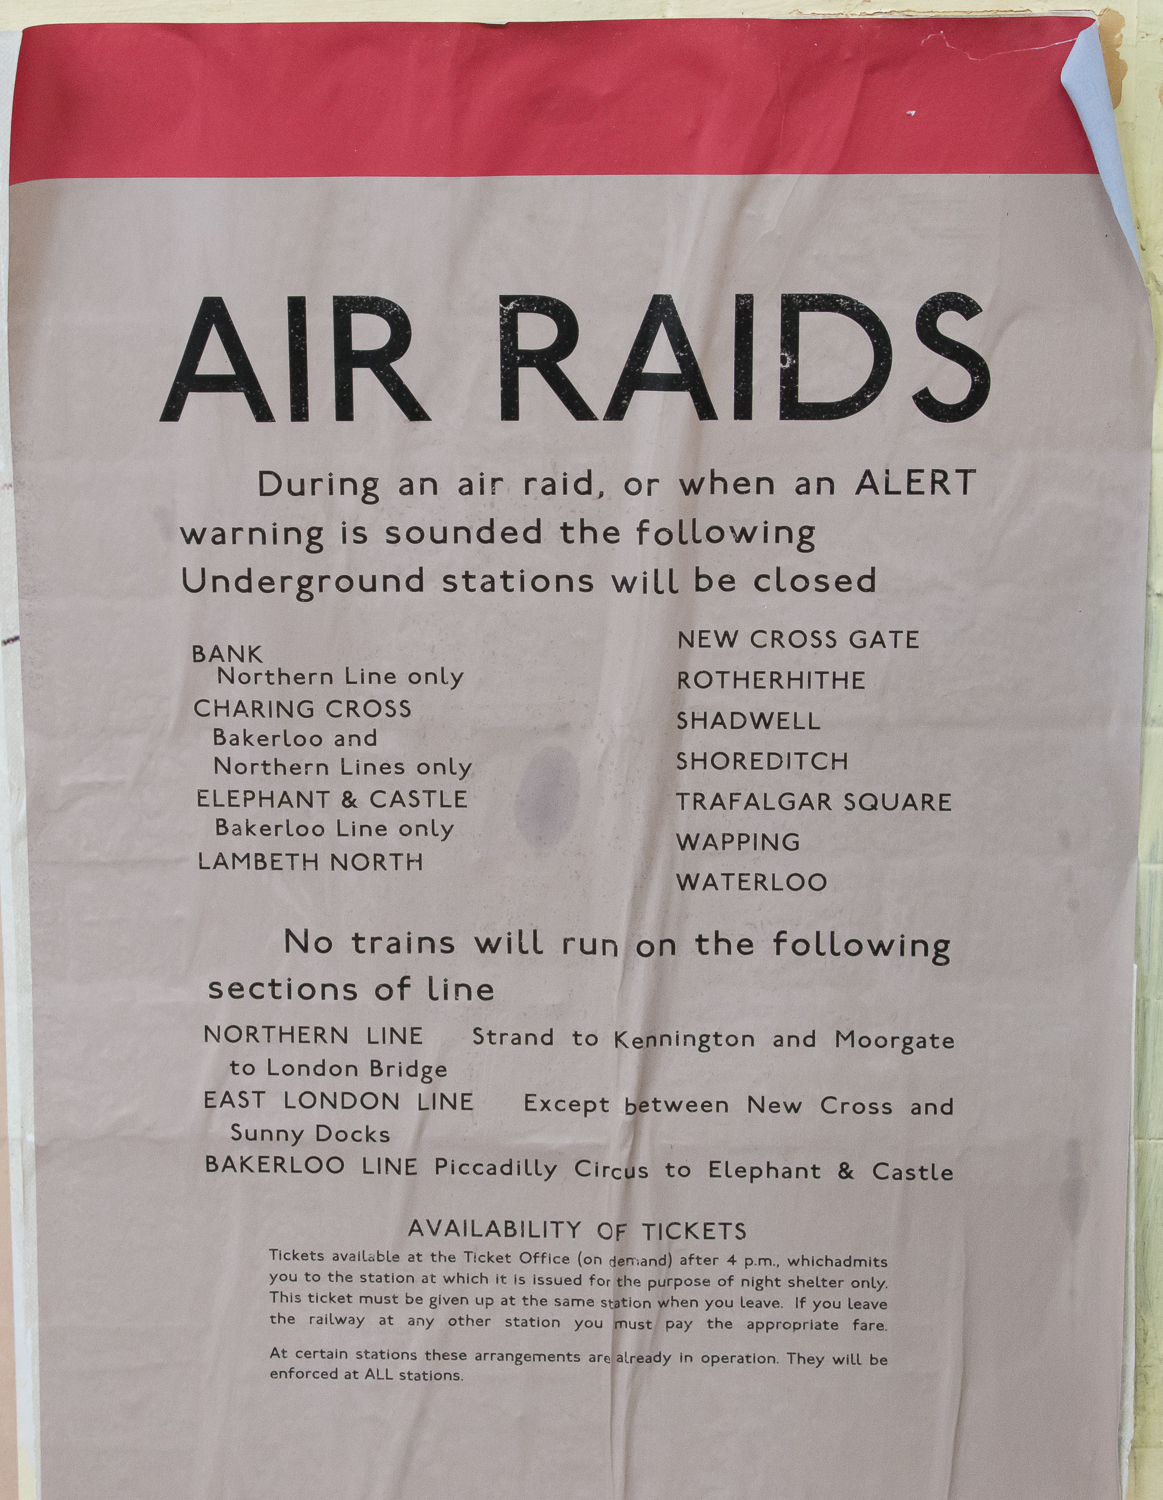 AIR RAIDS
During an air raid, or when an ALERT
warning is sounded the following
Underground stations will be closed
BANK
Northern Line only
CHARING CROSS
Bakerloo and
Northern Lines only
ELEPHANT & CASTLE
Bakerloo Line only
LAMBETH NORTH
NEW CROSS GATE
ROTHERHITHE
SHADWELL
SHOREDITCH
TRAFALGAR SQUARE
WAPPING
WATERLOO
No trains will run on the following
sections of line
NORTHERN LINE Strand to Kennington and Moorgate
to London Bridge
EAST LONDON LINE Except between New Cross and
Sunny Docks
BAKERLOO LINE Piccadilly Circus to Elephant & Castle
AVAILABILITY OF TICKETS
Tickets available at the Ticket Office (on demand) after 4 p.m., whichadmits
you to the station at which it is issued for the purpose of night shelter only.
This ticket must be given up at the same station when you leave. If you leave
the railway at any other station you must pay the appropriate fare.
At certain stations these arrangements are already in operation. They will be
enforced at ALL stations.